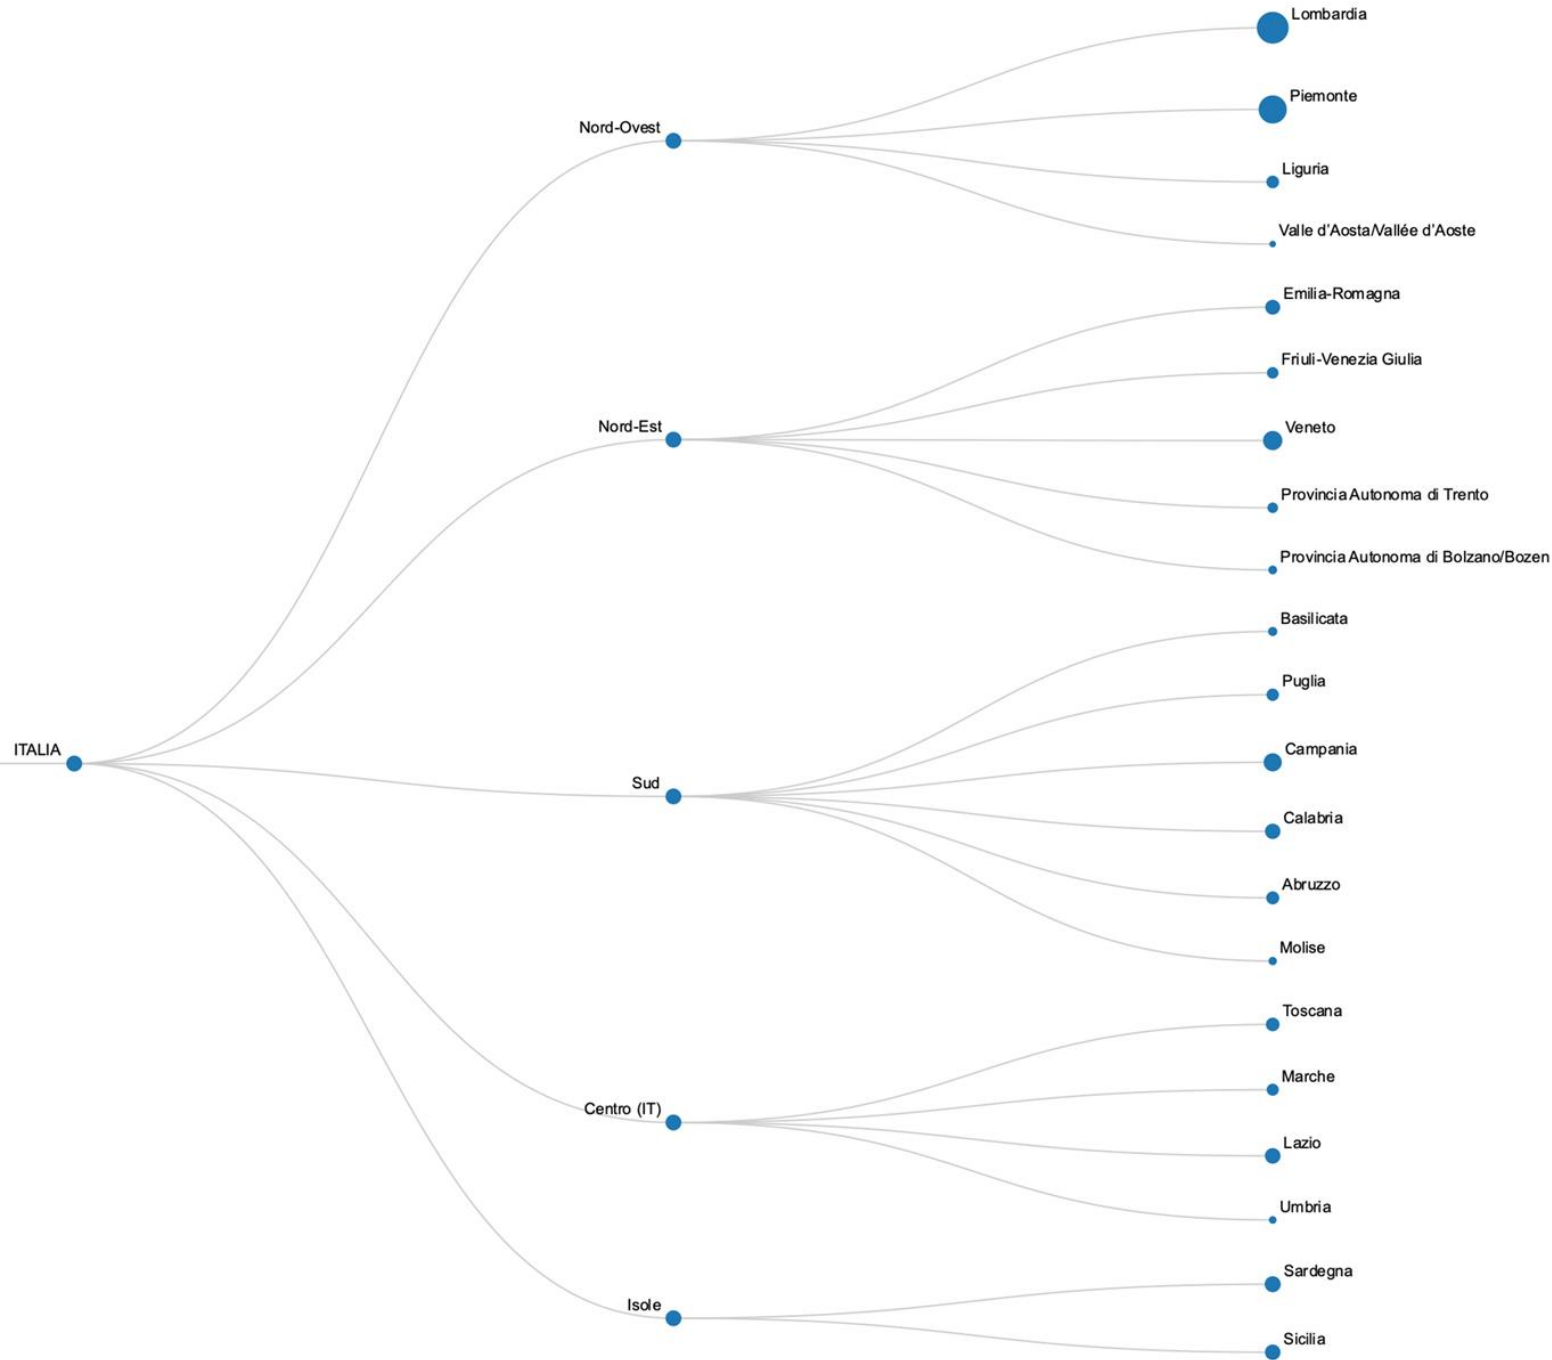 Lombardia
Piemonte
Nord-Ovest
Liguria
Valle d'Aosta/Vallée d'Aoste
Emilia-Romagna
Friuli-Venezia Giulia
Nord-Est
Veneto
Provincia Autonoma di Trento
Provincia Autonoma di Bolzano/Bozen
Basilicata
Puglia
ITALIA
Campania
Sud
Calabria
Abruzzo
Molise
Toscana
Marche
Centro (IT)
Lazio
Umbria
Sardegna
Isole
Sicilia